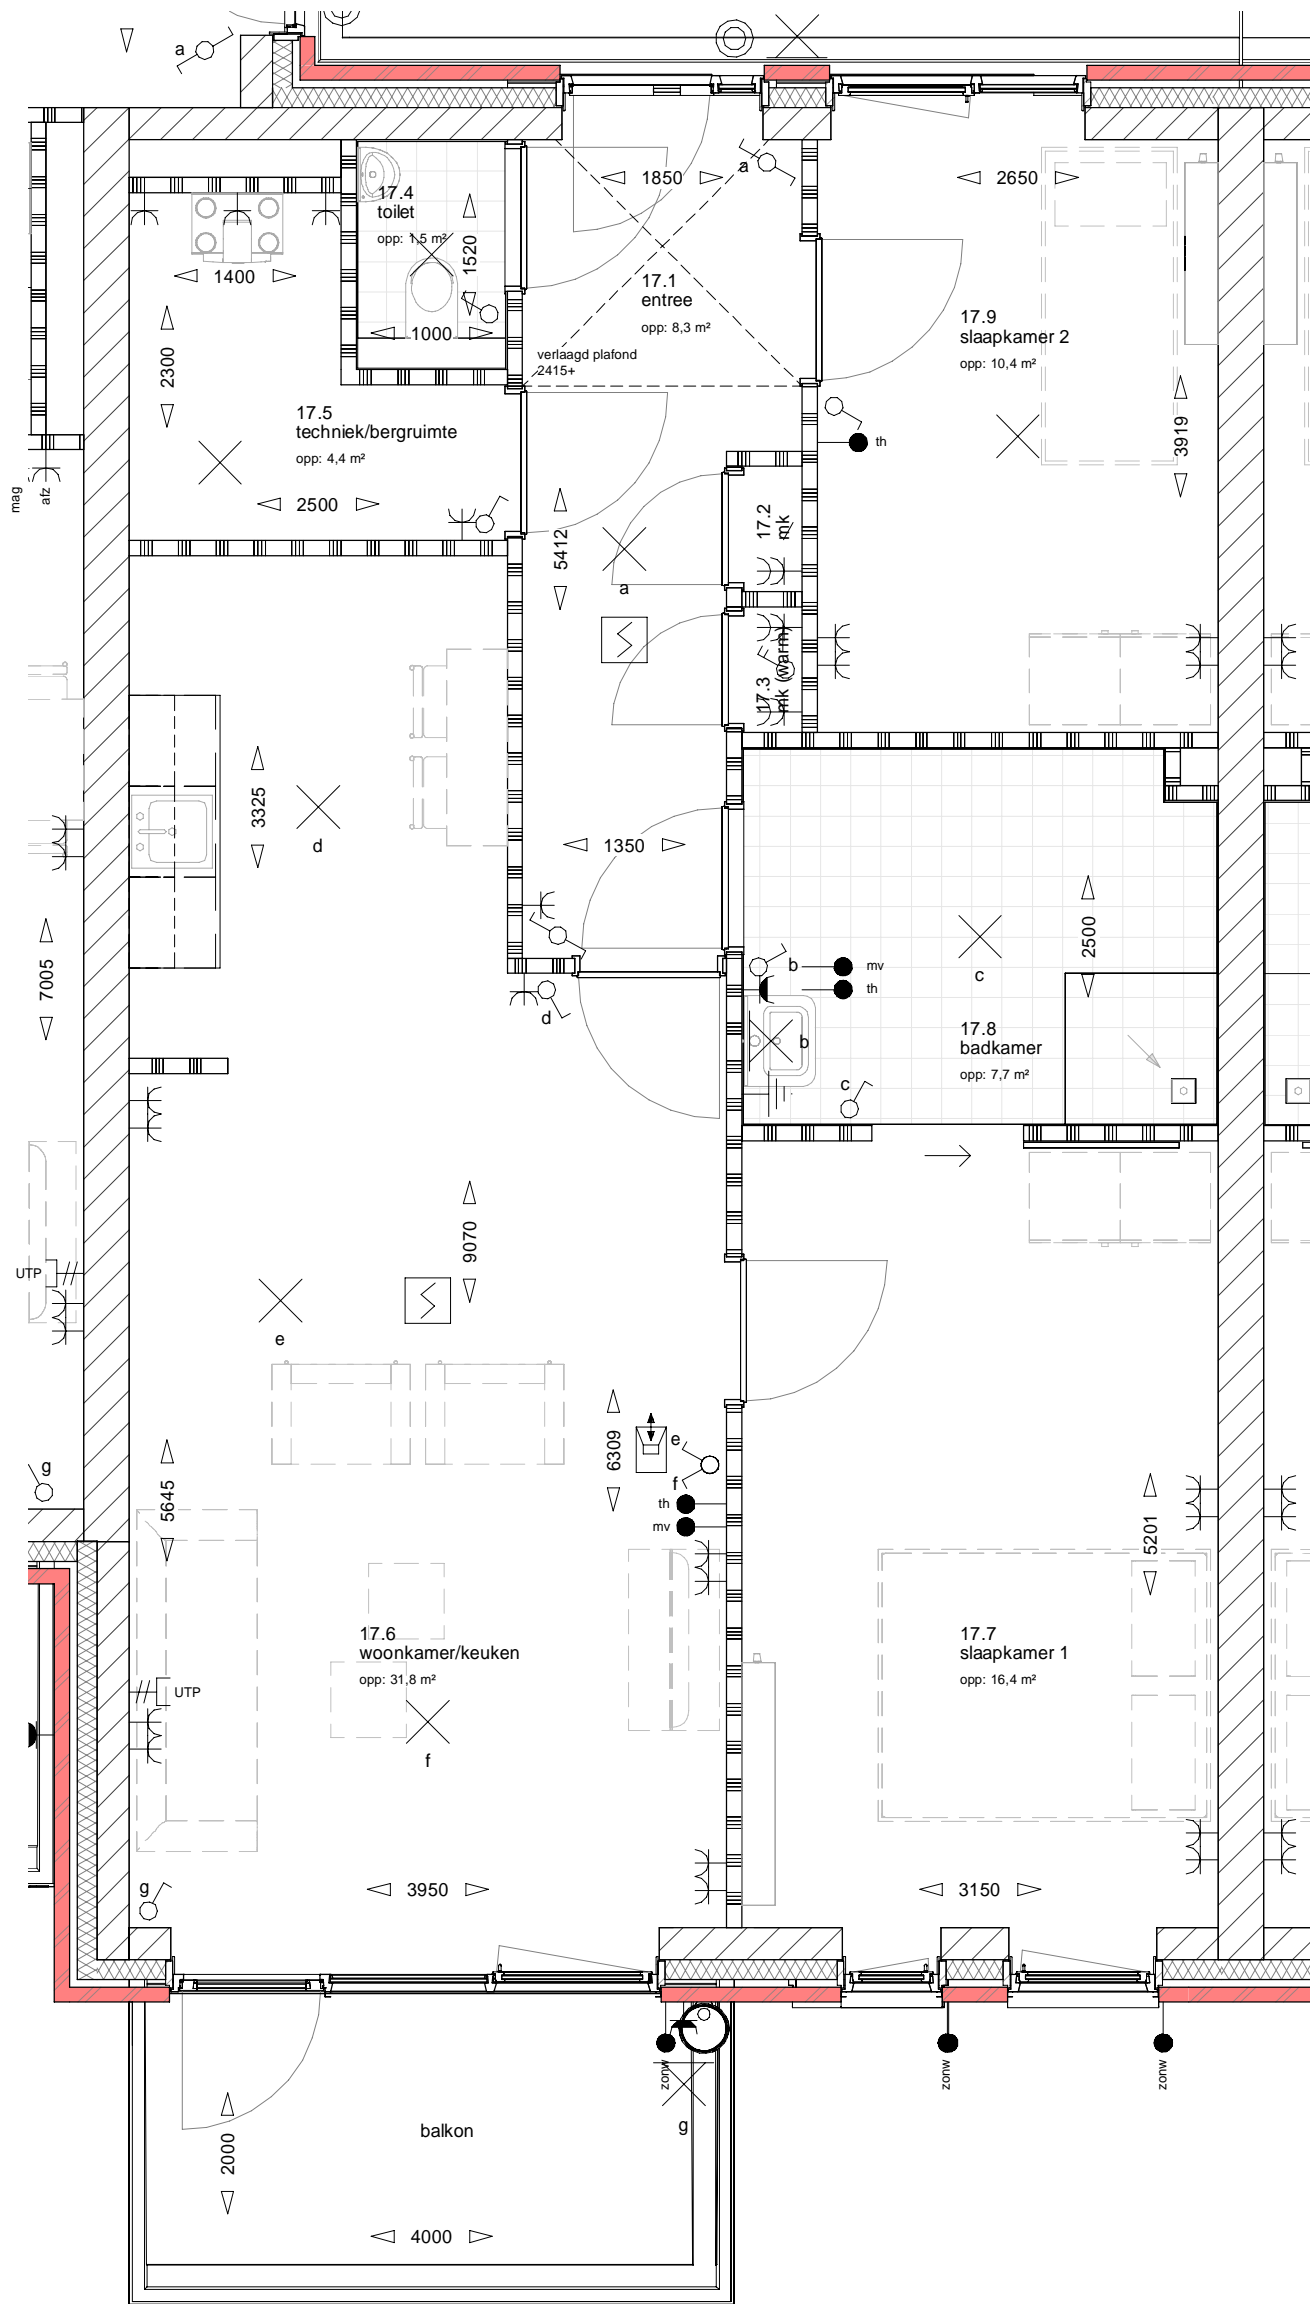 a
17.4
toilet
opp: 1,5 m²
1520
1000
1850
a
2650
17.1
entree
opp: 8,3 m²
verlaagd plafond
2415+
1400
2300
17.9
slaapkamer 2
opp: 10,4 m²
3919
17.5
techniek/bergruimte
opp: 4,4 m²
2500
th
mag
afz
5412
a
17.2
mk
17.3
mk (warm)
3325
d
1350
7005
2500
b
mv
th
c
d
17.8
badkamer
opp: 7,7 m²
b
c
9070
UTP
e
6309
e
f
g
5645
th
mv
5201
17.6
woonkamer/keuken
opp: 31,8 m²
17.7
slaapkamer 1
opp: 16,4 m²
UTP
f
g
3950
3150
zonw
zonw
zonw
g
balkon
2000
4000